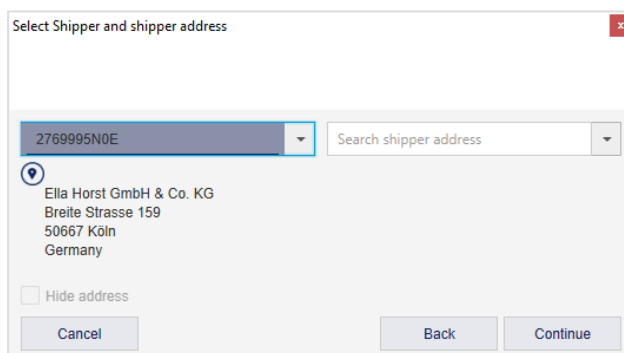 Select Shipper and shipper address
x
2769995N0E
Search shipper address
Ella Horst GmbH & Co. KG
Breite Strasse 159
50667 Köln
Germany
Hide address
Cancel
Back
Continue